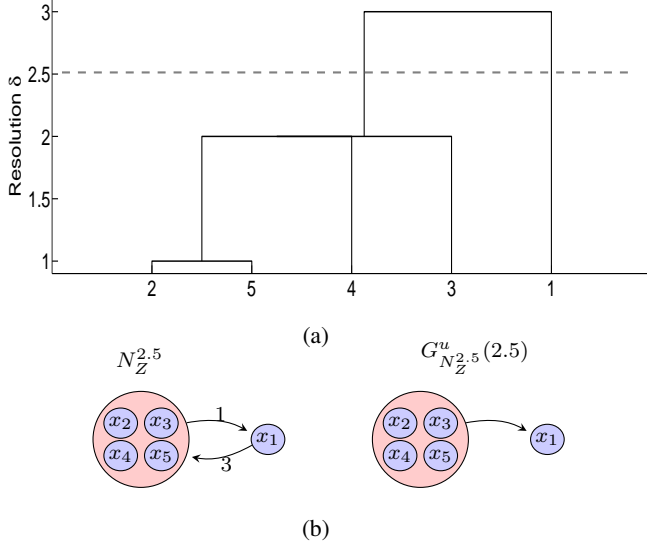 3
2.5
2
1.5
1
Resolution δ
2 5 4 3 1
(a)
N_Z^{2.5}
G^u_{N_Z^{2.5}}(2.5)
x₂ x₃
1
x₁
x₄ x₅
3
x₂ x₃
x₁
x₄ x₅
(b)